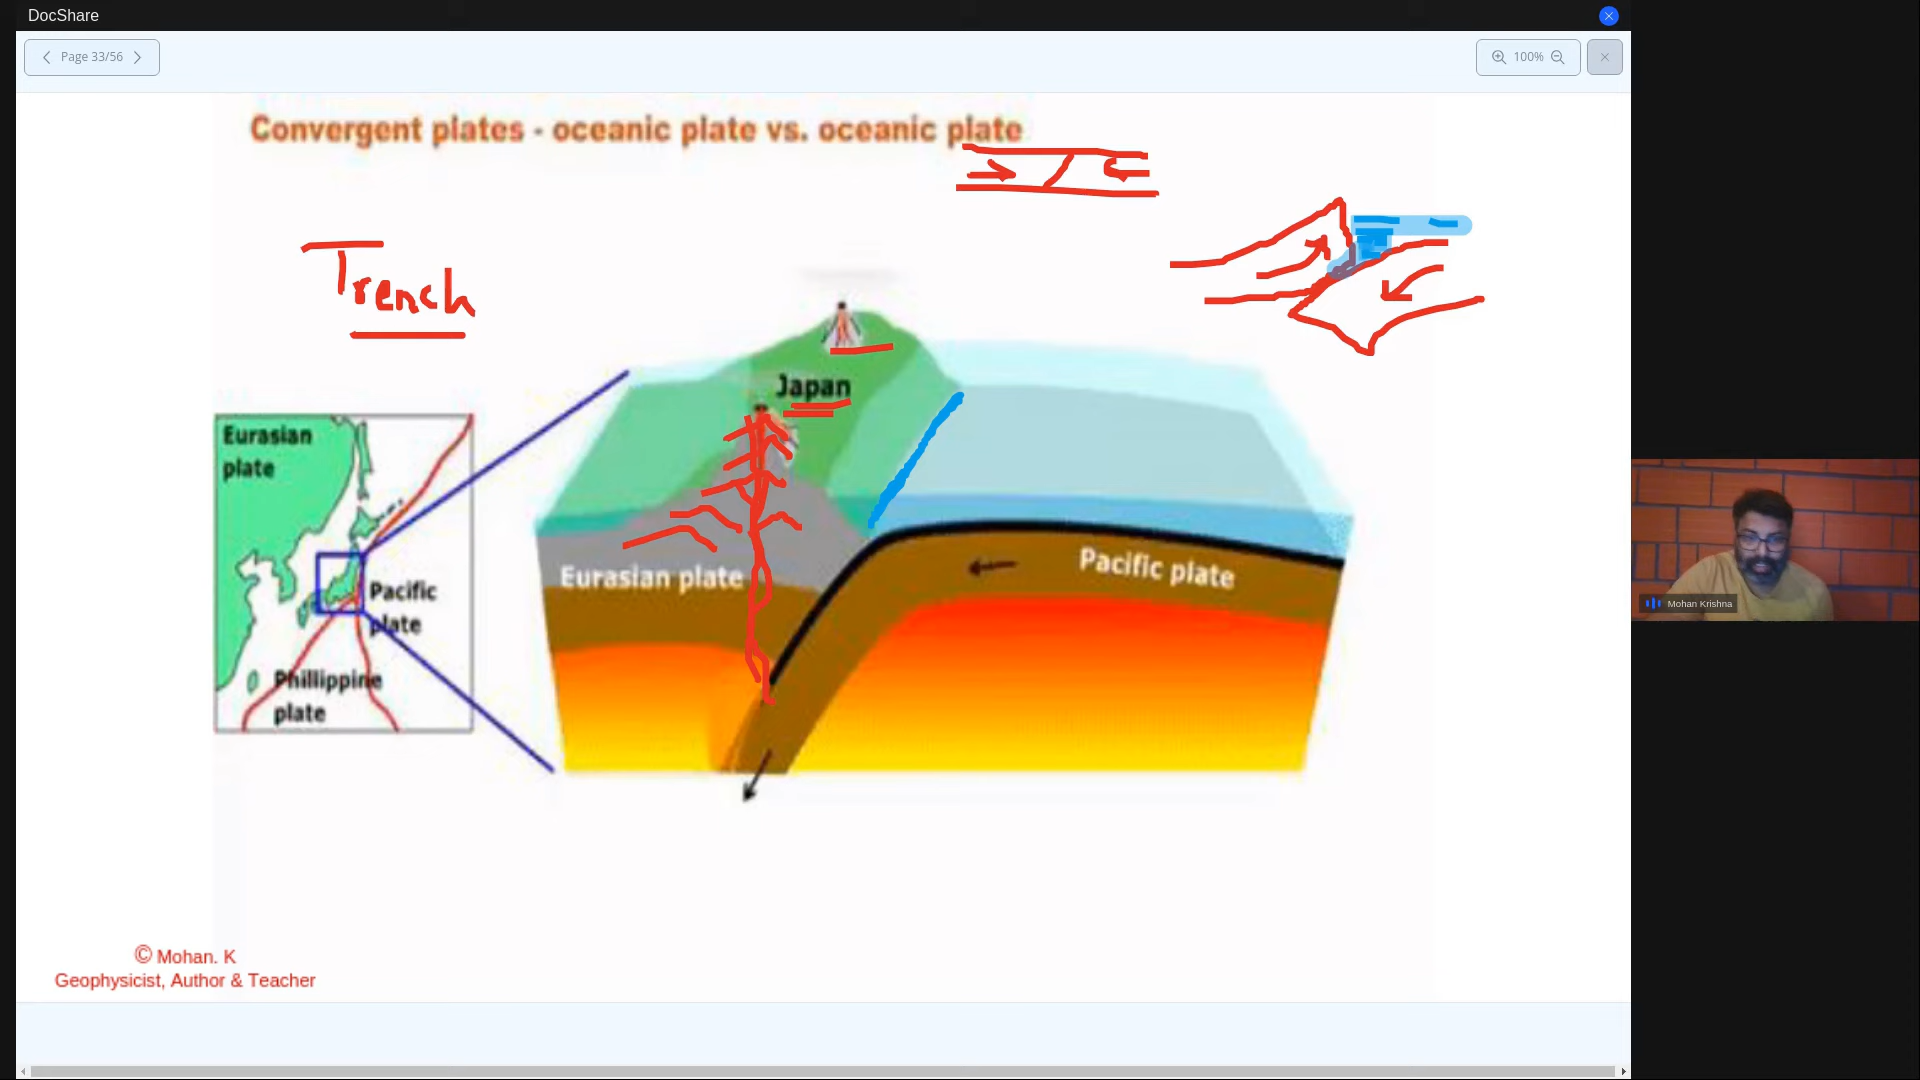 DocShare
Page 33/56
100%
Convergent plates - oceanic plate vs. oceanic plate
Trench
Japan
Eurasian
plate
Pacific
plate
Phillippine
plate
Eurasian plate
Pacific plate
Mohan Krishna
© Mohan. K
Geophysicist, Author & Teacher